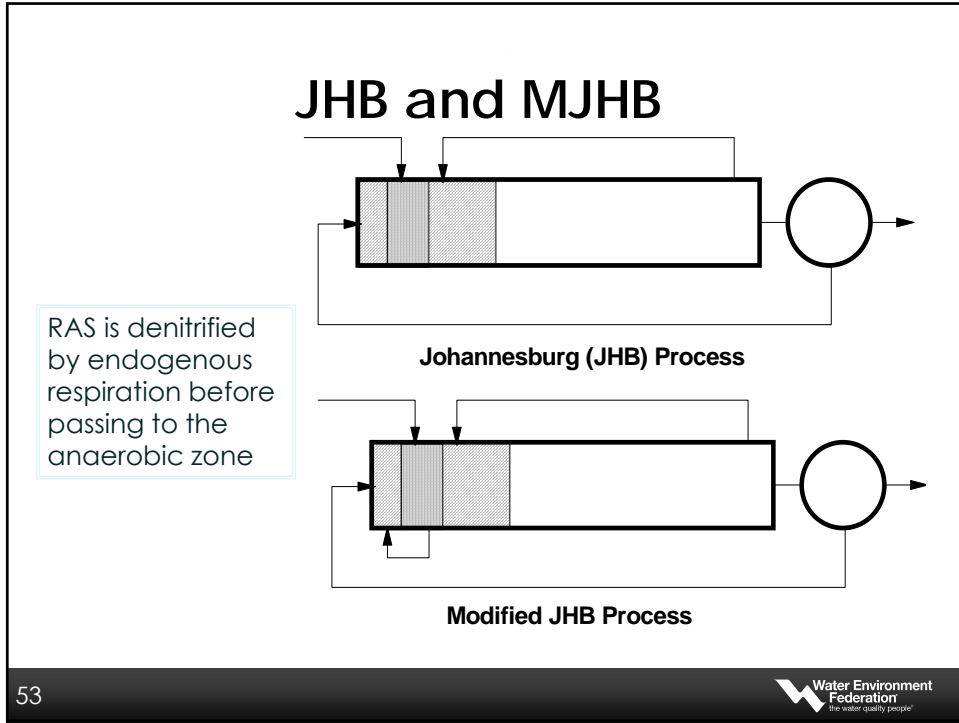 JHB and MJHB
RAS is denitrified
by endogenous
respiration before
passing to the
anaerobic zone
Johannesburg (JHB) Process
Modified JHB Process
53
Water Environment
Federation
the water quality people®